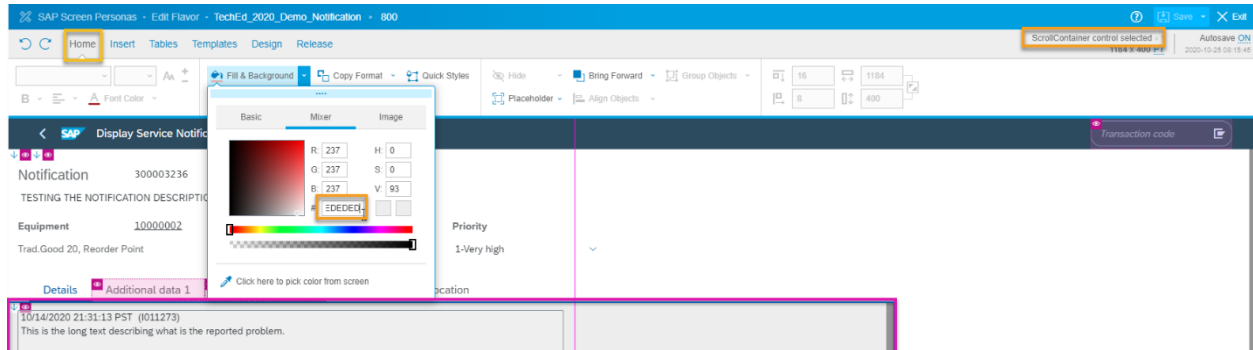 SAP Screen Personas - Edit Flavor - TechEd_2020_Demo_Notification - 800
Save
Exit
Home Insert Tables Templates Design Release
ScrollContainer control selected
1184 x 400 PT
Autosave ON
2020-10-25 08:15:45
Fill & Background Copy Format Quick Styles Hide Bring Forward Group Objects 16 1184
B Font Color Placeholder Align Objects 8 400
Basic Mixer Image
SAP Display Service Notific
Transaction code
R: 237 H: 0
G: 237 S: 0
B: 237 V: 93
# EDEDED
Click here to pick color from screen
Notification 300003236
TESTING THE NOTIFICATION DESCRIPTIO
Equipment 10000002 Priority
Trad.Good 20, Reorder Point 1-Very high
Details Additional data 1 ocation
10/14/2020 21:31:13 PST (I011273)
This is the long text describing what is the reported problem.